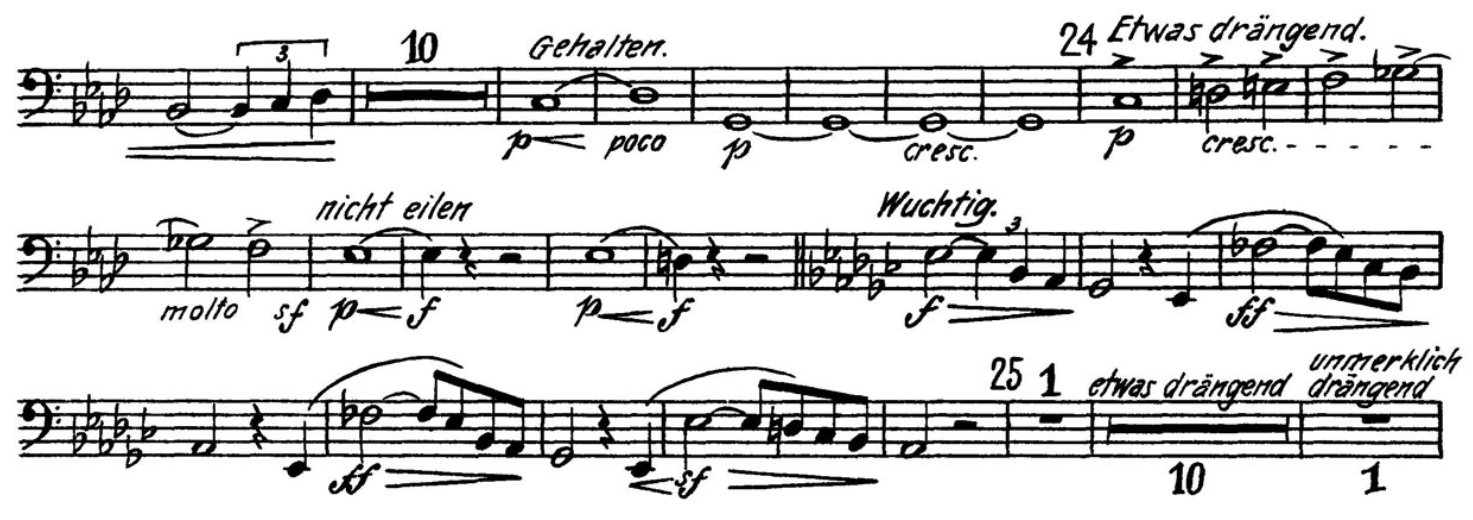 3 10 Gehalten. 24 Etwas drängend.
p poco p cresc. p cresc.
nicht eilen Wuchtig. 3
molto sf p f p f f ff
25 1 etwas drängend unmerklich drängend
ff sf 10 1